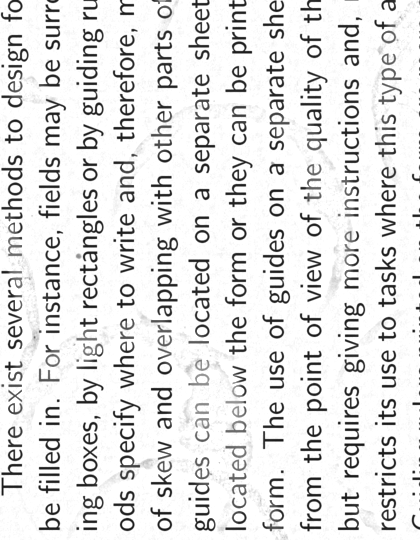 There exist several methods to design fo
be filled in. For instance, fields may be surro
ing boxes, by light rectangles or by guiding ru
ods specify where to write and, therefore, m
of skew and overlapping with other parts of
guides can be located on a separate sheet
located below the form or they can be print
form. The use of guides on a separate she
from the point of view of the quality of th
but requires giving more instructions and,
restricts its use to tasks where this type of a